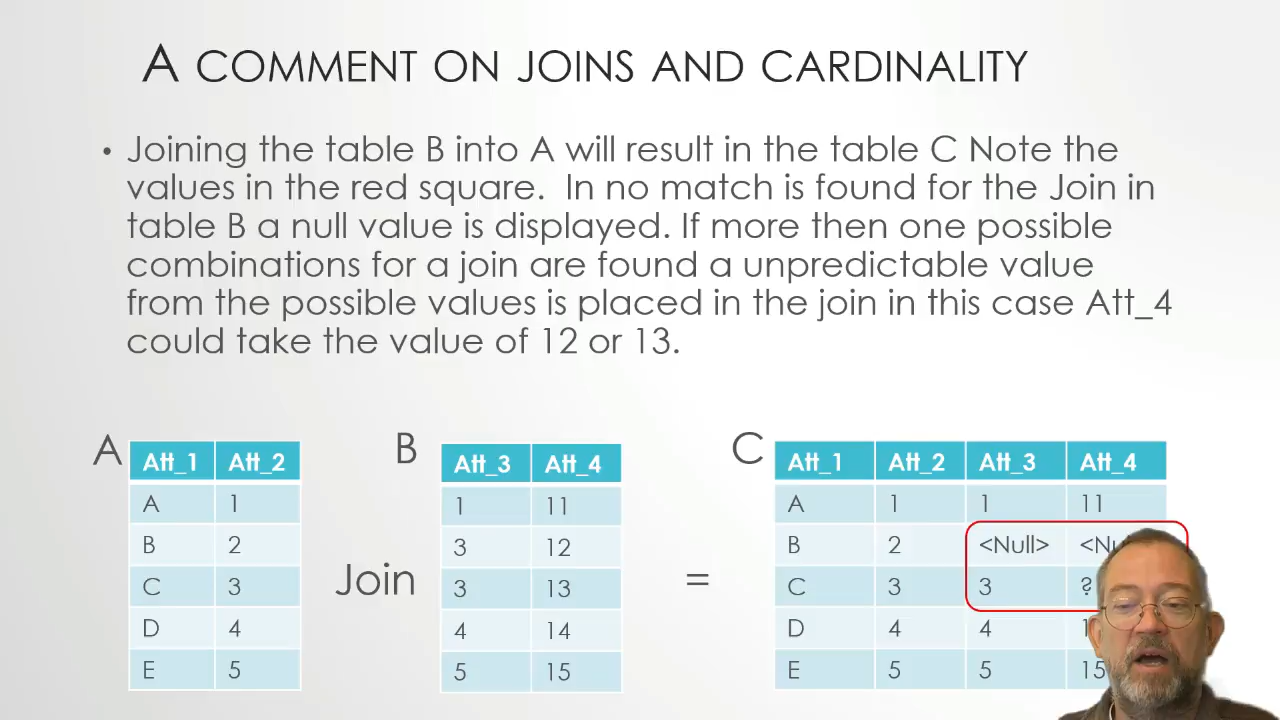 A COMMENT ON JOINS AND CARDINALITY
• Joining the table B into A will result in the table C Note the
values in the red square.  In no match is found for the Join in
table B a null value is displayed. If more then one possible
combinations for a join are found a unpredictable value
from the possible values is placed in the join in this case Att_4
could take the value of 12 or 13.
A
Att_1 Att_2
A 1
B 2
C 3
D 4
E 5
Join
B
Att_3 Att_4
1 11
3 12
3 13
4 14
5 15
=
C
Att_1 Att_2 Att_3 Att_4
A 1 1 11
B 2 <Null>
C 3 3 ?
D 4 4
E 5 5 15